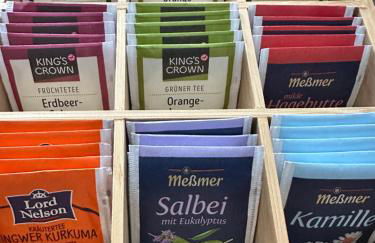 KING'S
CROWN
FRÜCHTETEE
Erdbeer-
KING'S
CROWN
GRÜNER TEE
Orange-
Meßmer
milde
Hagebutte
Lord
Nelson
KRÄUTERTEE
INGWER KURKUMA
Meßmer
Salbei
mit Eukalyptus
Meßmer
Kamille